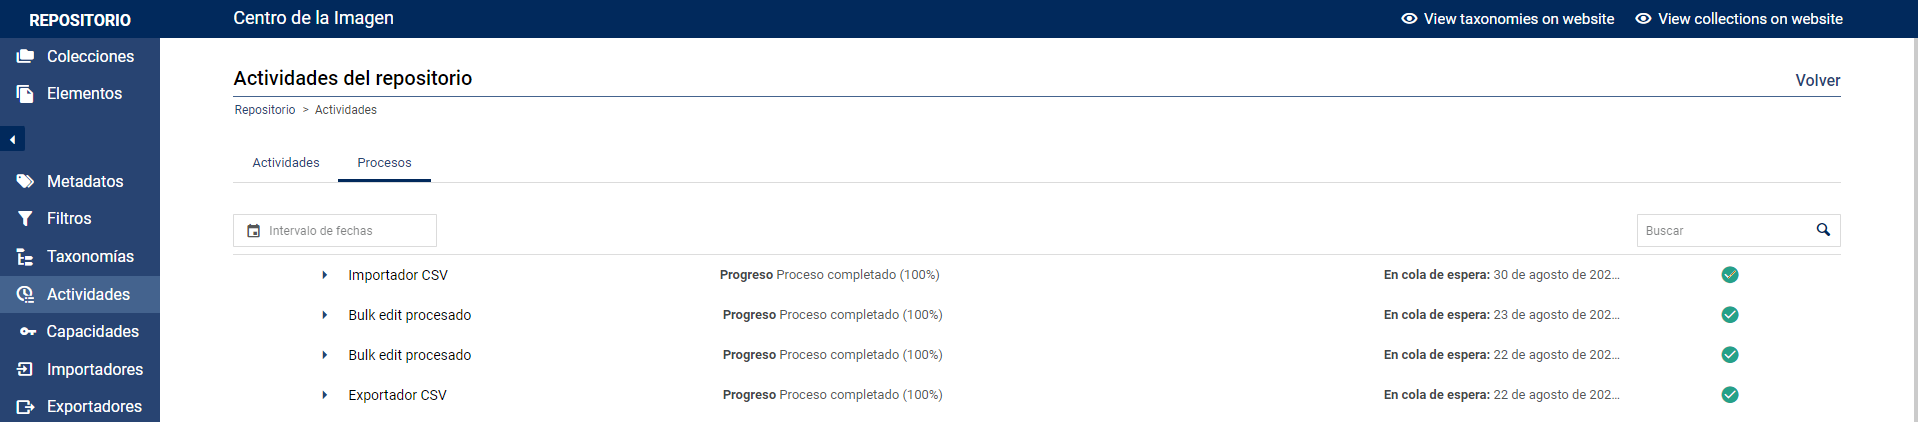 REPOSITORIO
Centro de la Imagen
View taxonomies on website
View collections on website
Colecciones
Elementos
Metadatos
Filtros
Taxonomías
Actividades
Capacidades
Importadores
Exportadores
Actividades del repositorio
Volver
Repositorio > Actividades
Actividades
Procesos
Intervalo de fechas
Buscar
Importador CSV Progreso Proceso completado (100%) En cola de espera: 30 de agosto de 202...
Bulk edit procesado Progreso Proceso completado (100%) En cola de espera: 23 de agosto de 202...
Bulk edit procesado Progreso Proceso completado (100%) En cola de espera: 22 de agosto de 202...
Exportador CSV Progreso Proceso completado (100%) En cola de espera: 22 de agosto de 202...